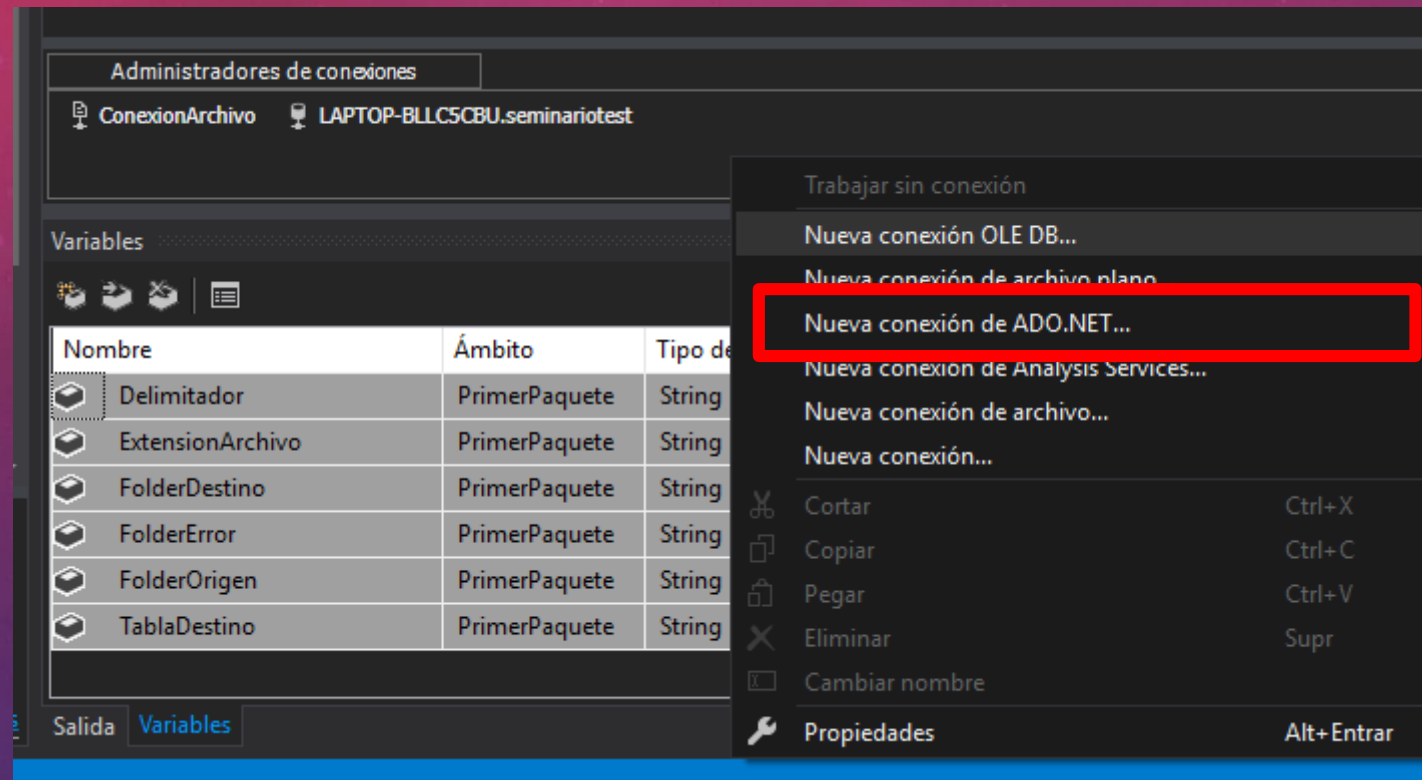 Administradores de conexiones
ConexionArchivo LAPTOP-BLLC5CBU.seminariotest
Trabajar sin conexión
Nueva conexión OLE DB...
Nueva conexión de archivo plano
Nueva conexión de ADO.NET...
Nueva conexión de Analysis Services...
Nueva conexión de archivo...
Nueva conexión...
Cortar Ctrl+X
Copiar Ctrl+C
Pegar Ctrl+V
Eliminar Supr
Cambiar nombre
Propiedades Alt+Entrar
Variables
Nombre Ámbito Tipo de
Delimitador PrimerPaquete String
ExtensionArchivo PrimerPaquete String
FolderDestino PrimerPaquete String
FolderError PrimerPaquete String
FolderOrigen PrimerPaquete String
TablaDestino PrimerPaquete String
Salida Variables